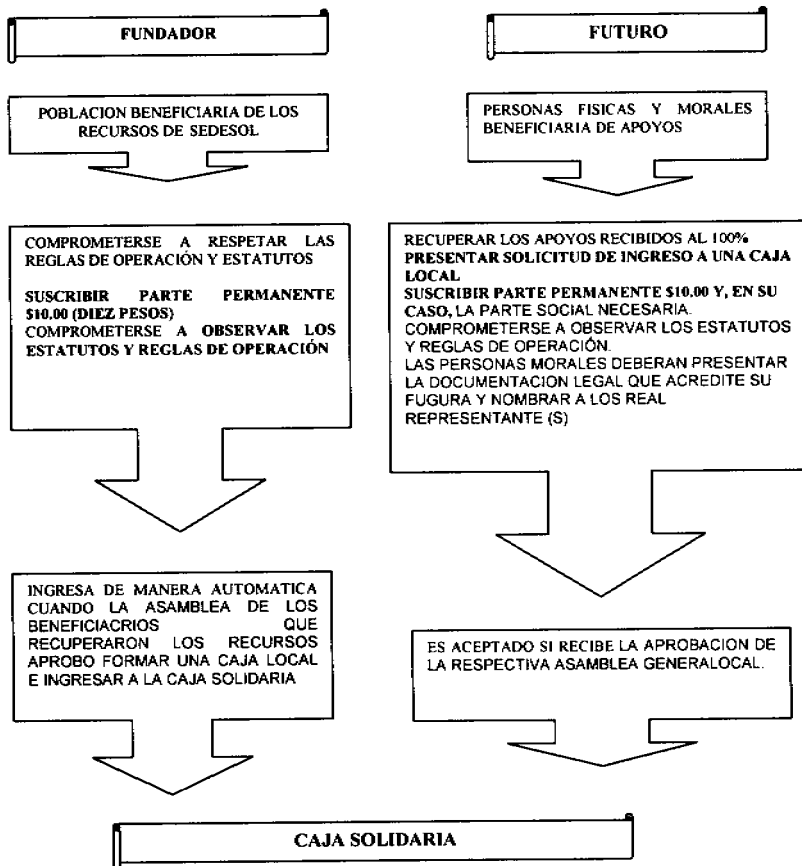 FUNDADOR
POBLACION BENEFICIARIA DE LOS
RECURSOS DE SEDESOL
COMPROMETERSE A RESPETAR LAS
REGLAS DE OPERACIÓN Y ESTATUTOS
SUSCRIBIR PARTE PERMANENTE
$10.00 (DIEZ PESOS)
COMPROMETERSE A OBSERVAR LOS
ESTATUTOS Y REGLAS DE OPERACIÓN
INGRESA DE MANERA AUTOMATICA
CUANDO LA ASAMBLEA DE LOS
BENEFICIACRIOS QUE
RECUPERARON LOS RECURSOS
APROBO FORMAR UNA CAJA LOCAL
E INGRESAR A LA CAJA SOLIDARIA
FUTURO
PERSONAS FISICAS Y MORALES
BENEFICIARIA DE APOYOS
RECUPERAR LOS APOYOS RECIBIDOS AL 100%
PRESENTAR SOLICITUD DE INGRESO A UNA CAJA
LOCAL
SUSCRIBIR PARTE PERMANENTE $10.00 Y, EN SU
CASO, LA PARTE SOCIAL NECESARIA.
COMPROMETERSE A OBSERVAR LOS ESTATUTOS
Y REGLAS DE OPERACIÓN.
LAS PERSONAS MORALES DEBERAN PRESENTAR
LA DOCUMENTACION LEGAL QUE ACREDITE SU
FUGURA Y NOMBRAR A LOS REAL
REPRESENTANTE (S)
ES ACEPTADO SI RECIBE LA APROBACION DE
LA RESPECTIVA ASAMBLEA GENERALOCAL.
CAJA SOLIDARIA